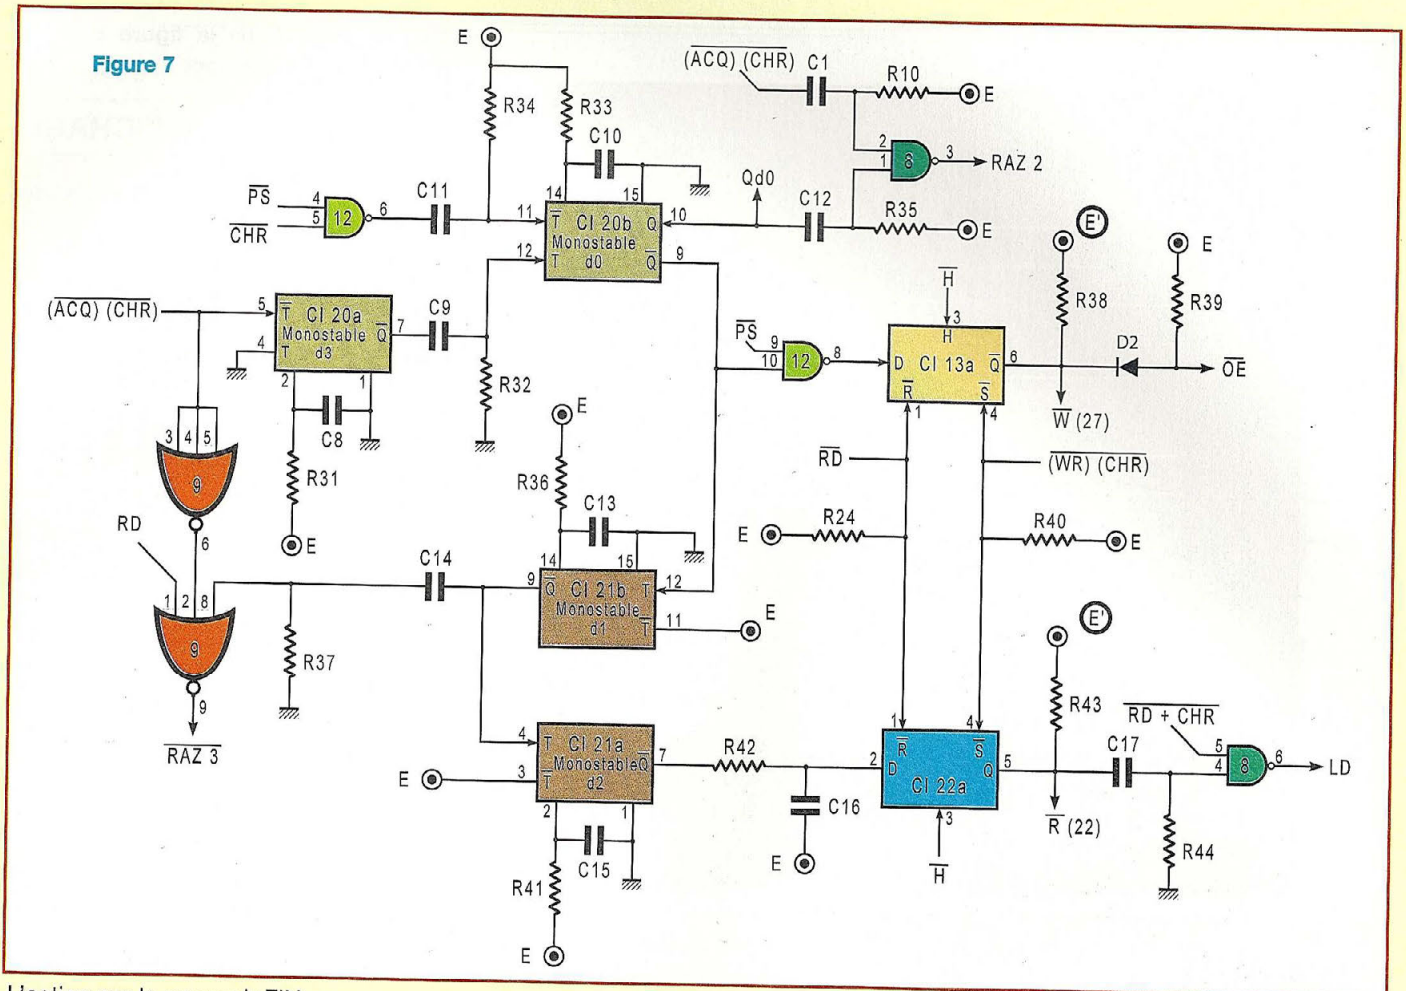 Figure 7
E
R34
R33
C10
(ACQ) (CHR)
C1
R10
E
2
1
8
3
RAZ 2
PS
CHR
4
5
12
6
C11
11
12
14
15
T
T
CI 20b
Monostable
d0
Q
Q
10
9
Qd0
C12
R35
E
(ACQ) (CHR)
5
4
T
T
CI 20a
Monostable
d3
Q
7
2
1
C9
C8
R31
E
R32
PS
9
10
12
8
H
3
H
D
CI 13a
Q
6
R
S
1
4
E'
R38
W (27)
E
R39
D2
OE
RD
(WR) (CHR)
E
R24
R40
E
3
4
5
9
6
RD
1
2
8
9
9
RAZ 3
R37
C14
E
R36
C13
14
15
9
Q
CI 21b
Monostable
d1
T
T
12
11
E
4
3
T
T
CI 21a
Monostable
d2
Q
7
2
1
E
R41
C15
E
R42
C16
E
2
1
4
R
S
D
Q
CI 22a
5
3
H
E'
R43
R (22)
C17
RD + CHR
5
4
8
6
LD
R44